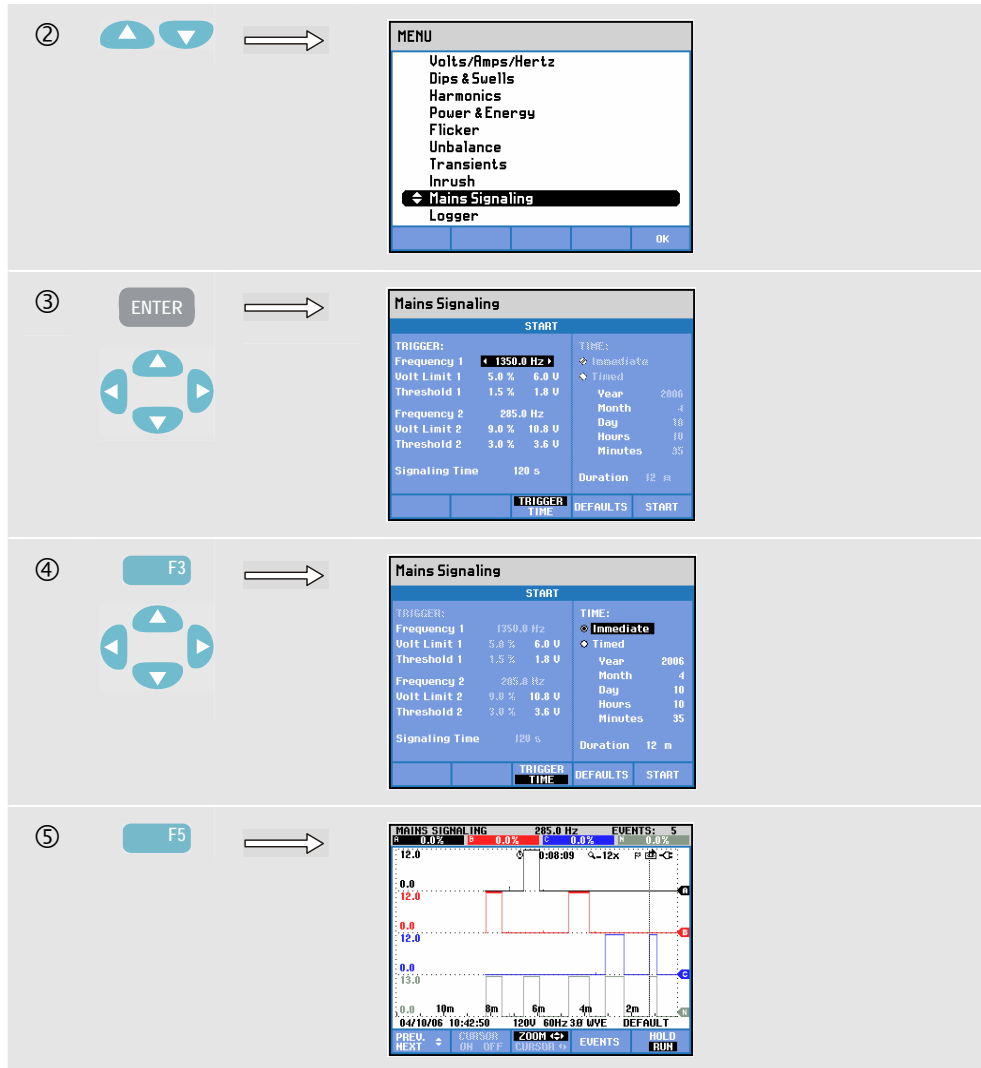 ②
MENU
Volts/Amps/Hertz
Dips & Swells
Harmonics
Power & Energy
Flicker
Unbalance
Transients
Inrush
Mains Signaling
Logger
OK
③ ENTER
Mains Signaling
START
TRIGGER: TIME:
Frequency 1 1350.0 Hz Immediate
Volt Limit 1 5.0 % 6.0 V Timed
Threshold 1 1.5 % 1.8 V Year 2006
Month 4
Frequency 2 285.0 Hz Day 10
Volt Limit 2 9.0 % 10.8 V Hours 10
Threshold 2 3.0 % 3.6 V Minutes 35
Signaling Time 120 s Duration 12 m
TRIGGER TIME DEFAULTS START
④ F3
Mains Signaling
START
TRIGGER: TIME:
Frequency 1 1350.0 Hz Immediate
Volt Limit 1 5.0 % 6.0 V Timed
Threshold 1 1.5 % 1.8 V Year 2006
Month 4
Frequency 2 285.0 Hz Day 10
Volt Limit 2 9.0 % 10.8 V Hours 10
Threshold 2 3.0 % 3.6 V Minutes 35
Signaling Time 120 s Duration 12 m
TRIGGER TIME DEFAULTS START
⑤ F5
MAINS SIGNALING 285.0 Hz EVENTS: 5
A 0.0% B 0.0% C 0.0% N 0.0%
12.0 0:08:09 -12x
0.0 A
12.0
0.0 B
12.0
0.0 C
13.0
0.0 10m 8m 6m 4m 2m N
04/10/06 10:42:50 120V 60Hz 3Ø WYE DEFAULT
PREV. CURSOR ZOOM EVENTS HOLD
NEXT ON OFF CURSOR RUN